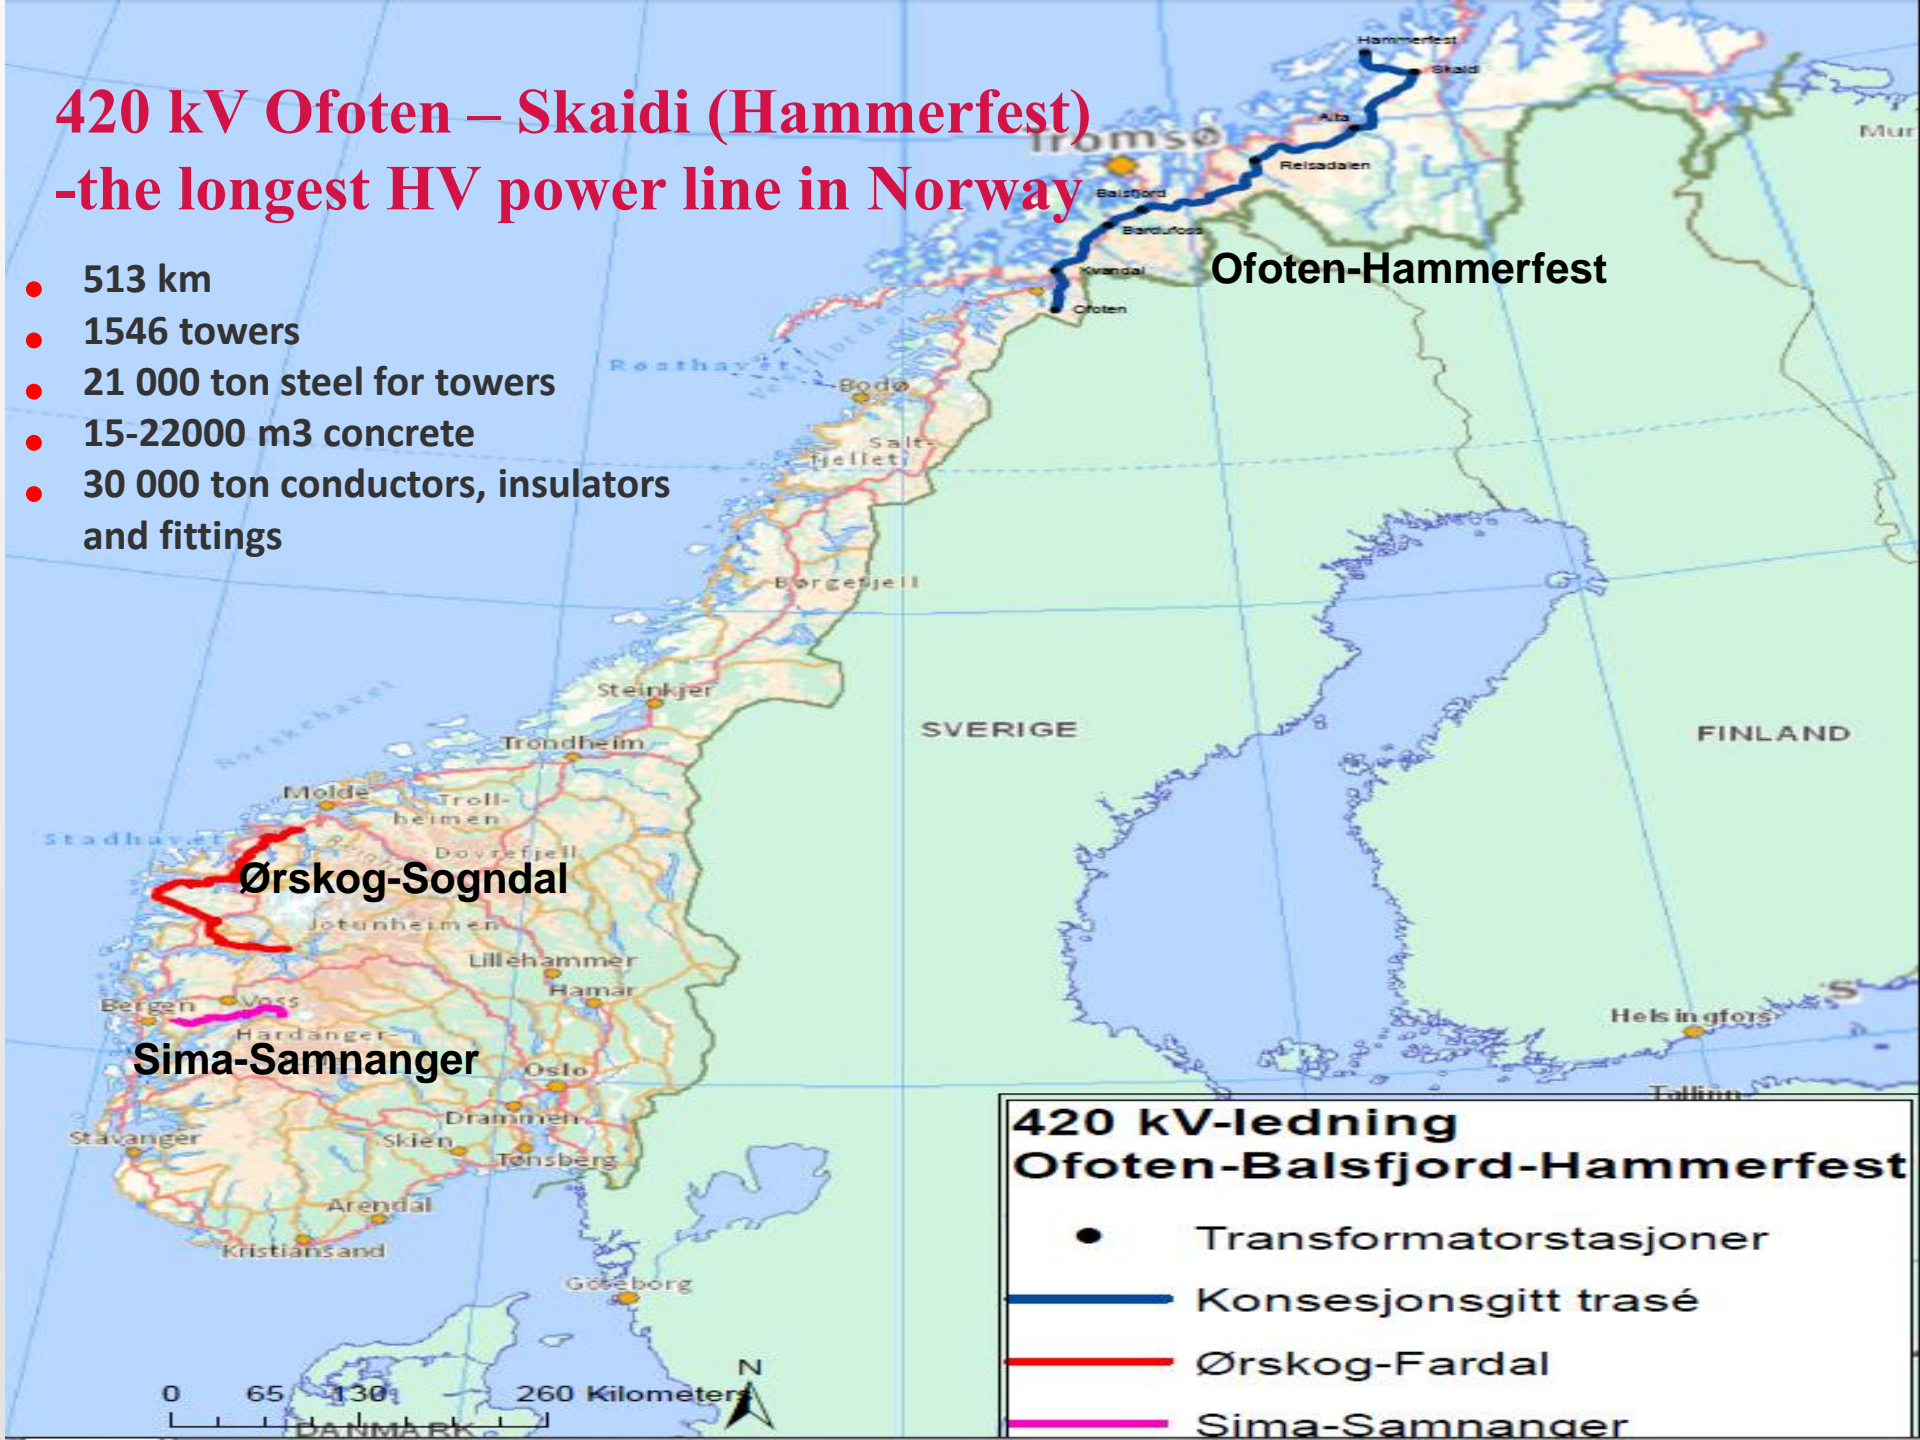 420 kV Ofoten – Skaidi (Hammerfest)
-the longest HV power line in Norway
• 513 km
• 1546 towers
• 21 000 ton steel for towers
• 15-22000 m3 concrete
• 30 000 ton conductors, insulators
and fittings
Hammerfest
Skaidi
Alta
Tromsø
Reisadalen
Balsfjord
Bardufoss
Kvandal
Ofoten
Ofoten-Hammerfest
Mur
Røsthavet
Bodø
Salt-
fjellet
Børgefjell
Norskehavet
Steinkjer
Trondheim
SVERIGE
FINLAND
Molde
Troll-
heimen
Stadhavet
Dovrefjell
Ørskog-Sogndal
Jotunheimen
Lillehammer
Hamar
Bergen
Voss
Hardanger-
Sima-Samnanger
Oslo
Drammen
Stavanger
Skien
Tønsberg
Arendal
Kristiansand
Göteborg
Helsingfors
S
Tallinn
420 kV-ledning
Ofoten-Balsfjord-Hammerfest
Transformatorstasjoner
Konsesjonsgitt trasé
Ørskog-Fardal
Sima-Samnanger
N
0 65 130 260 Kilometers
DANMARK